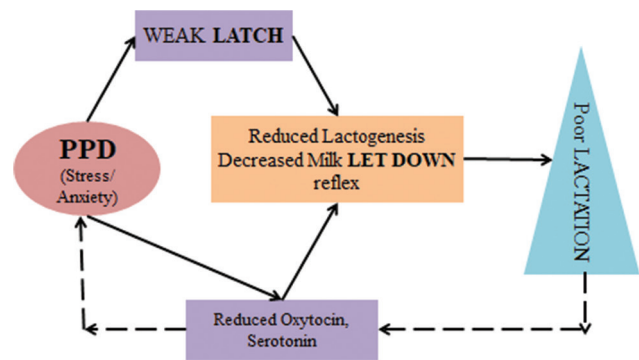 WEAK LATCH
PPD
(Stress/
Anxiety)
Reduced Lactogenesis
Decreased Milk LET DOWN
reflex
Poor LACTATION
Reduced Oxytocin,
Serotonin